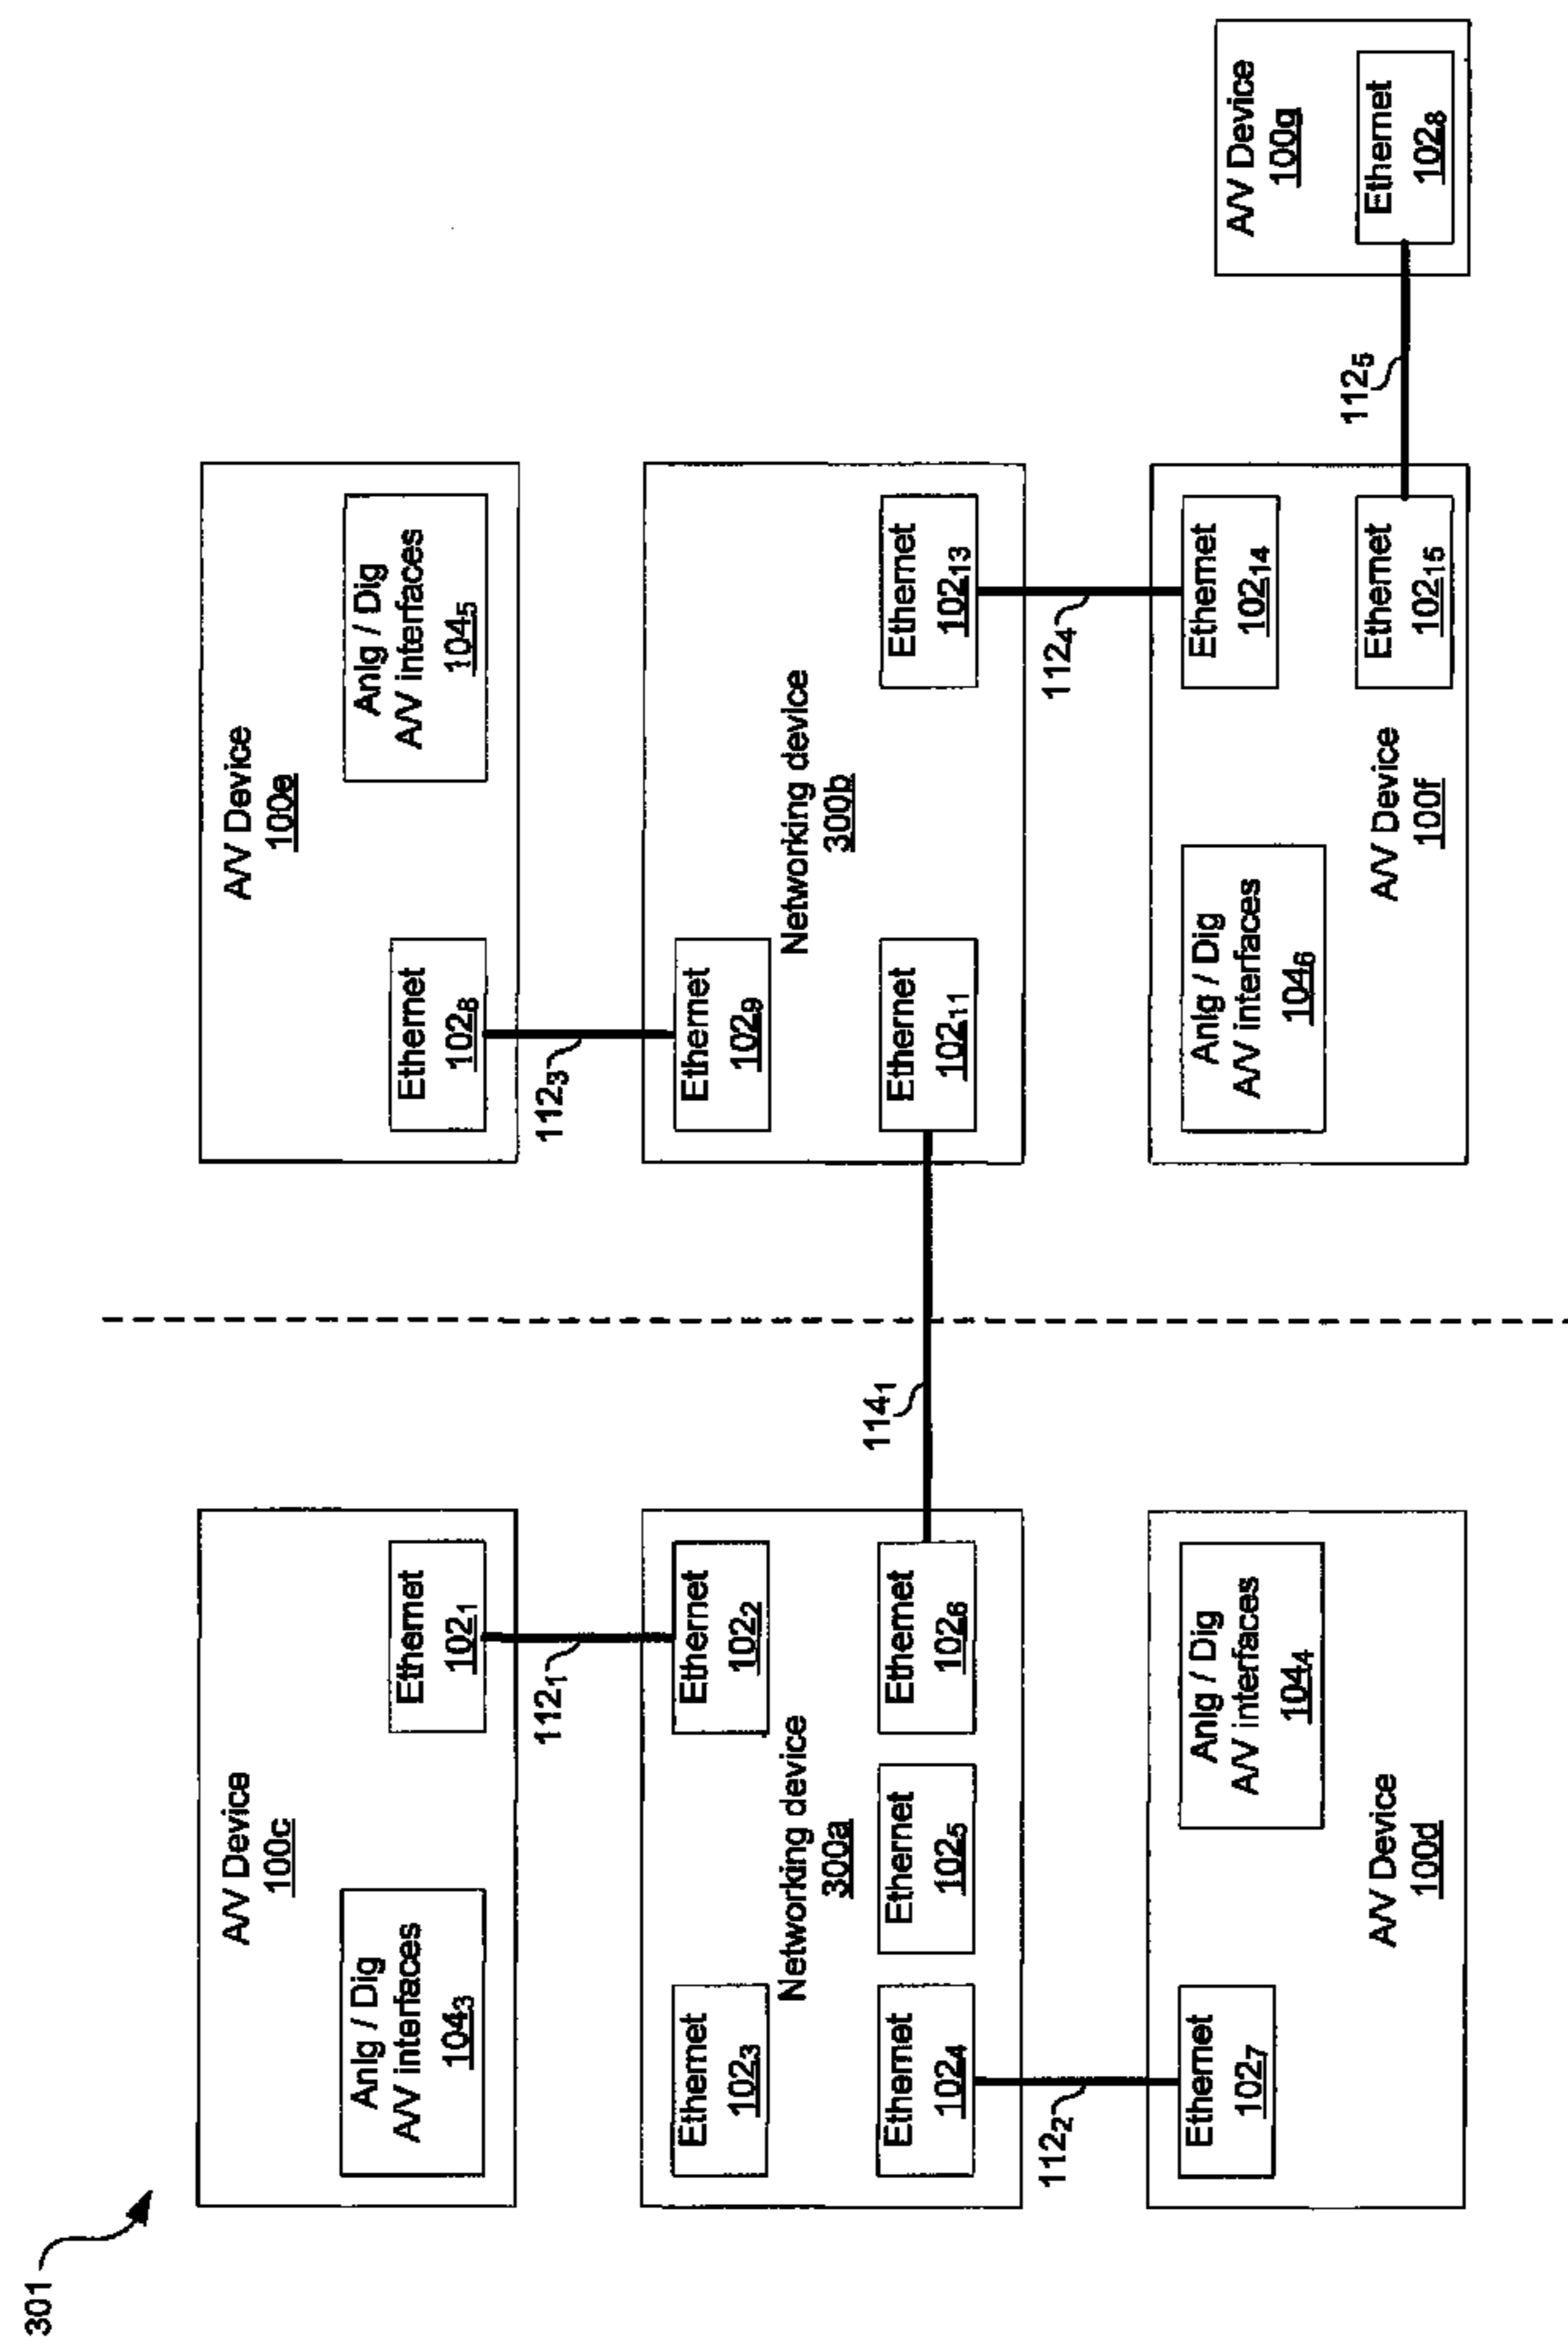 301
A/V Device
100c
Anlg / Dig
A/V interfaces
104₃
Ethernet
102₁
112₁
Networking device
300a
Ethernet
102₃
Ethernet
102₂
Ethernet
102₄
Ethernet
102₅
Ethernet
102₆
112₂
114₁
A/V Device
100d
Ethernet
102₇
Anlg / Dig
A/V interfaces
104₄
A/V Device
100e
Ethernet
102₈
Anlg / Dig
A/V interfaces
104₅
112₃
Networking device
300b
Ethernet
102₉
Ethernet
102₁₁
Ethernet
102₁₃
112₄
A/V Device
100f
Anlg / Dig
A/V interfaces
104₆
Ethernet
102₁₄
Ethernet
102₁₅
112₅
A/V Device
100g
Ethernet
102₈